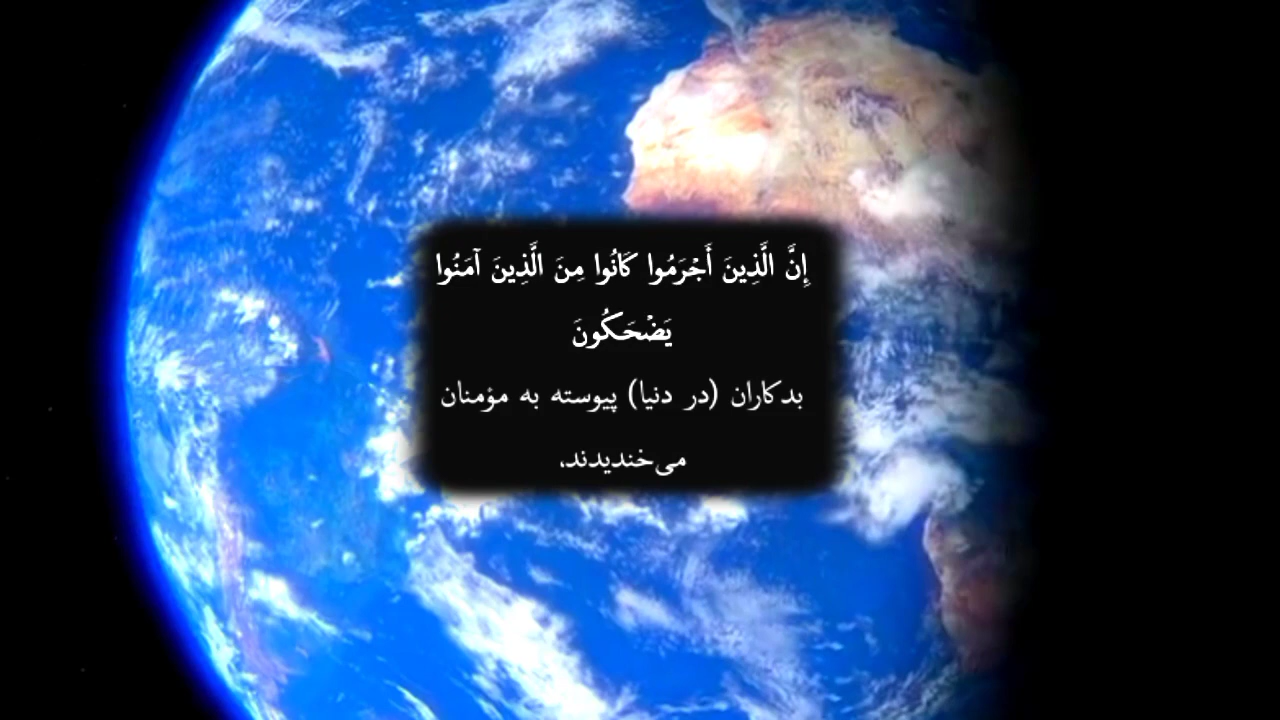 إِنَّ الَّذِينَ أَجْرَمُوا كَانُوا مِنَ الَّذِينَ آمَنُوا
يَضْحَكُونَ
بدکاران (در دنیا) پیوسته به مؤمنان
می‌خندیدند،